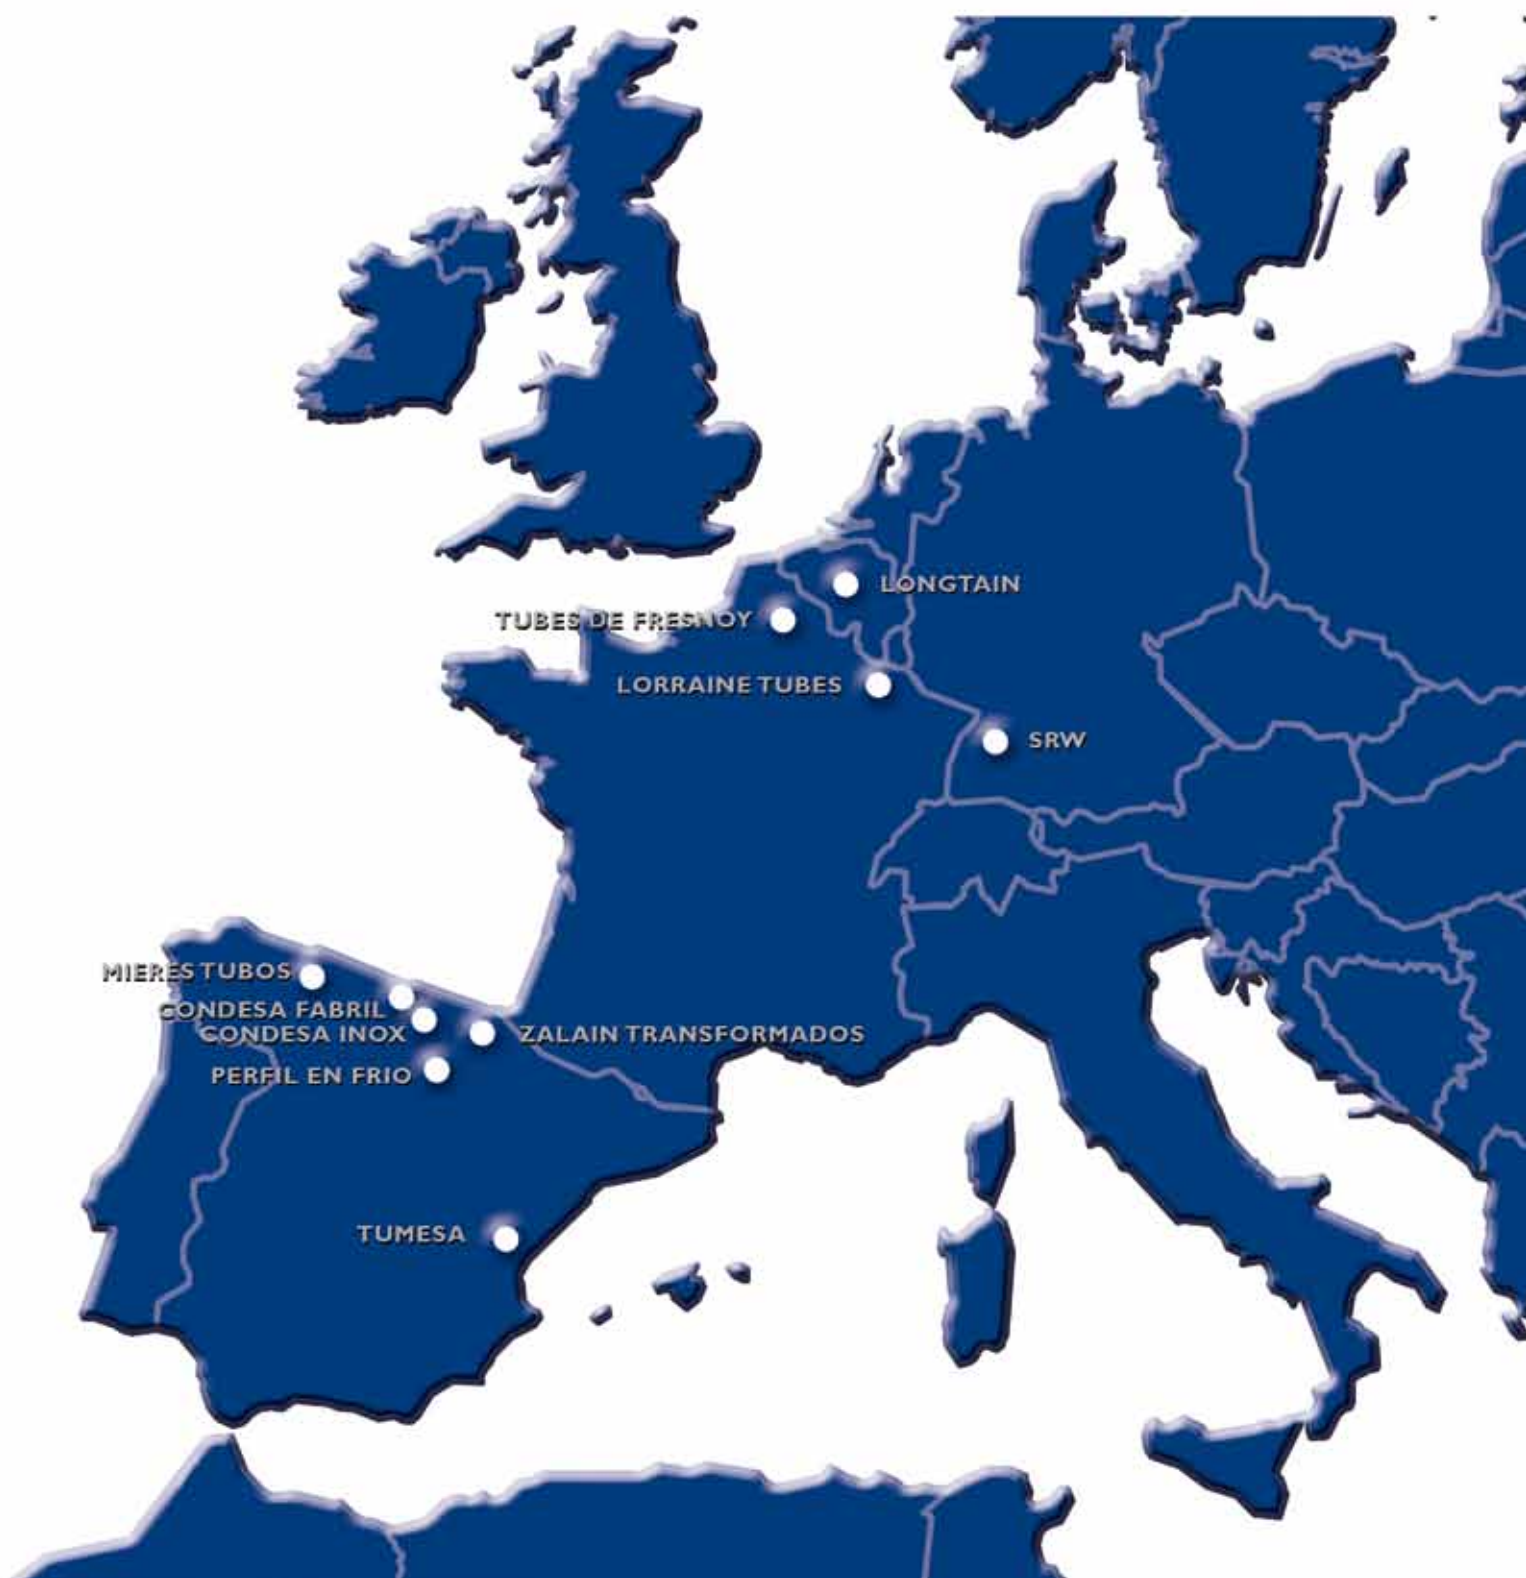 LONGTAIN
TUBES DE FRESNOY
LORRAINE TUBES
SRW
MIERES TUBOS
CONDESA FABRIL
CONDESA INOX
ZALAIN TRANSFORMADOS
PERFIL EN FRIO
TUMESA